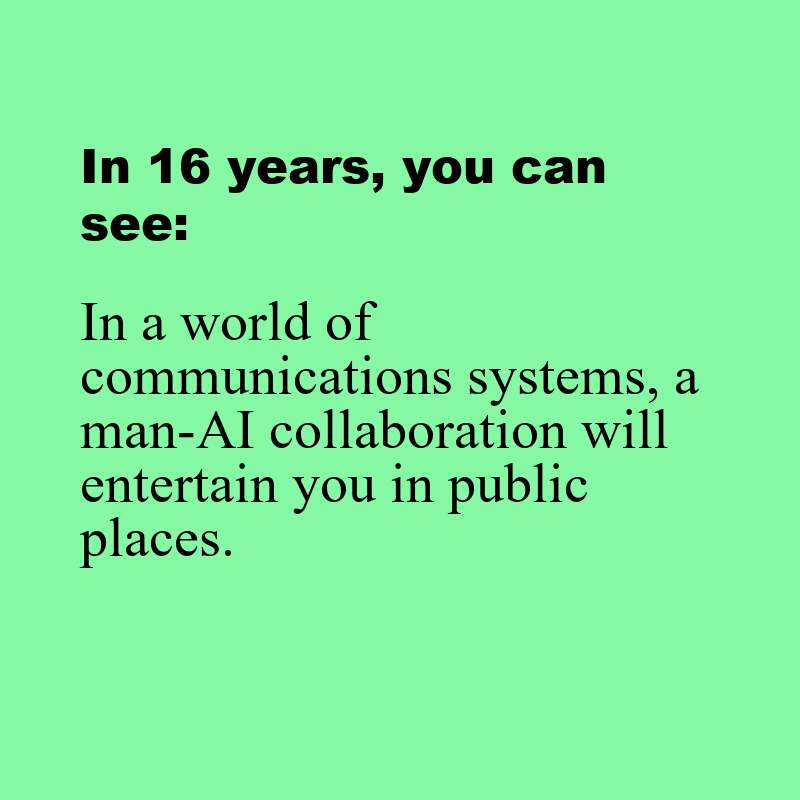 In 16 years, you can
see:
In a world of
communications systems, a
man-AI collaboration will
entertain you in public
places.